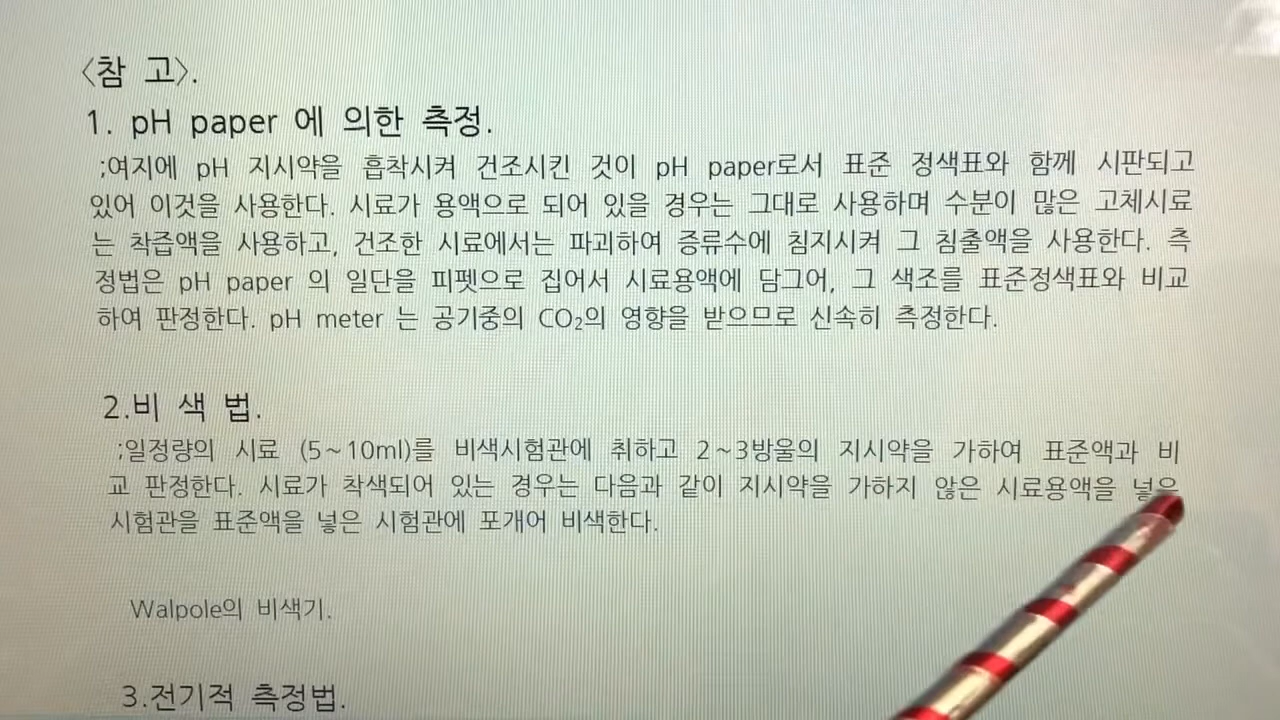 〈참 고〉.
1. pH paper 에 의한 측정.
;여지에 pH 지시약을 흡착시켜 건조시킨 것이 pH paper로서 표준 정색표와 함께 시판되고
있어 이것을 사용한다. 시료가 용액으로 되어 있을 경우는 그대로 사용하며 수분이 많은 고체시료
는 착즙액을 사용하고, 건조한 시료에서는 파괴하여 증류수에 침지시켜 그 침출액을 사용한다. 측
정법은 pH paper 의 일단을 피펫으로 집어서 시료용액에 담그어, 그 색조를 표준정색표와 비교
하여 판정한다. pH meter 는 공기중의 CO₂의 영향을 받으므로 신속히 측정한다.
2.비 색 법.
;일정량의 시료 (5~10ml)를 비색시험관에 취하고 2~3방울의 지시약을 가하여 표준액과 비
교 판정한다. 시료가 착색되어 있는 경우는 다음과 같이 지시약을 가하지 않은 시료용액을 넣은
시험관을 표준액을 넣은 시험관에 포개어 비색한다.
Walpole의 비색기.
3.전기적 측정법.